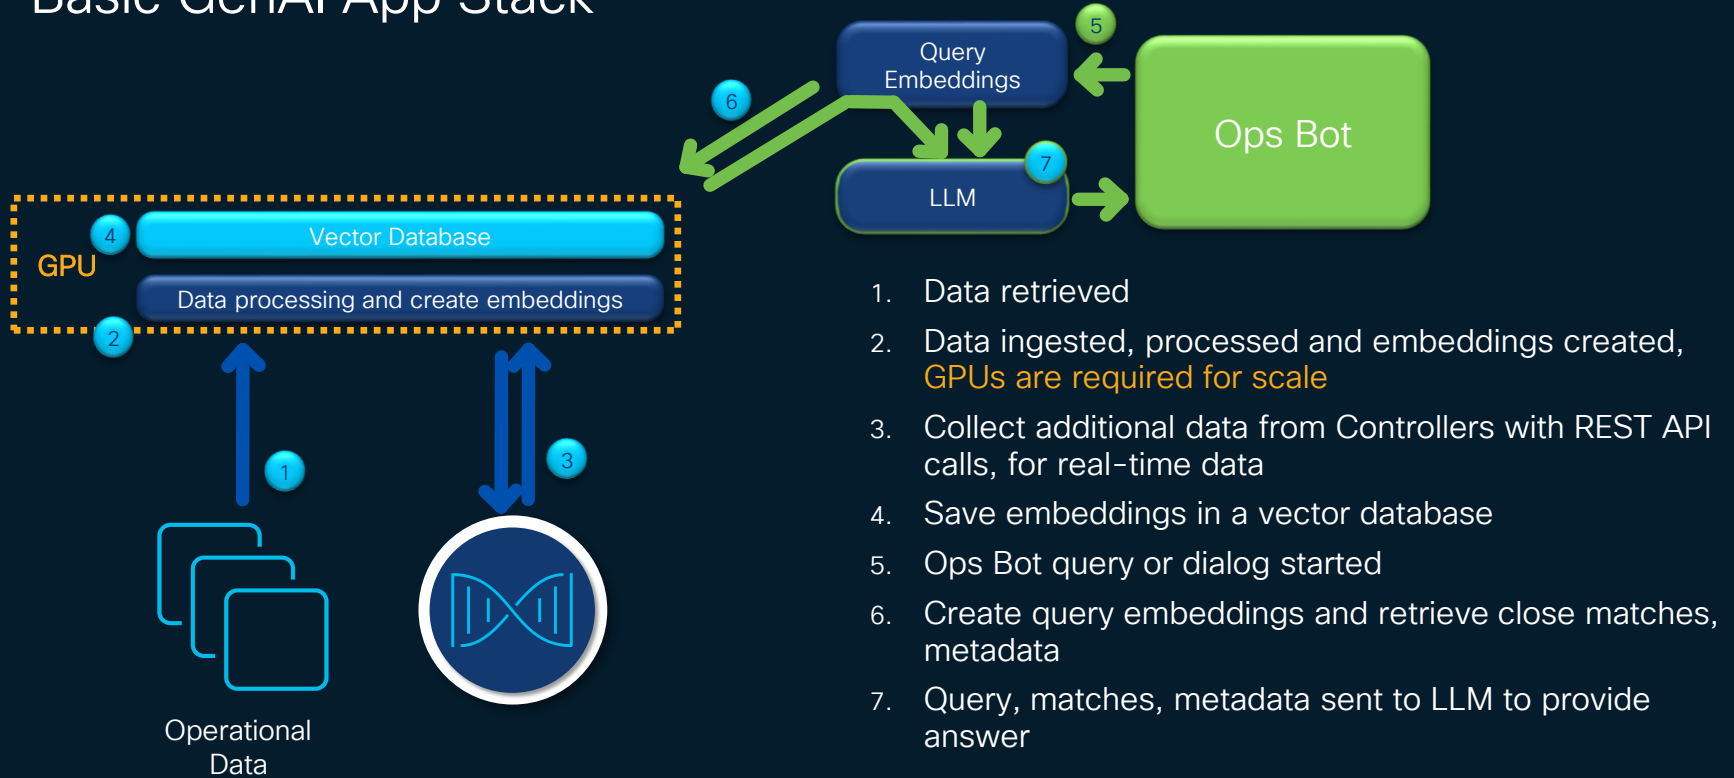 Basic GenAI App Stack
5
Query
Embeddings
6
Ops Bot
7
LLM
4
Vector Database
GPU
Data processing and create embeddings
2
1
3
Operational
Data
1. Data retrieved
2. Data ingested, processed and embeddings created,
GPUs are required for scale
3. Collect additional data from Controllers with REST API
calls, for real-time data
4. Save embeddings in a vector database
5. Ops Bot query or dialog started
6. Create query embeddings and retrieve close matches,
metadata
7. Query, matches, metadata sent to LLM to provide
answer